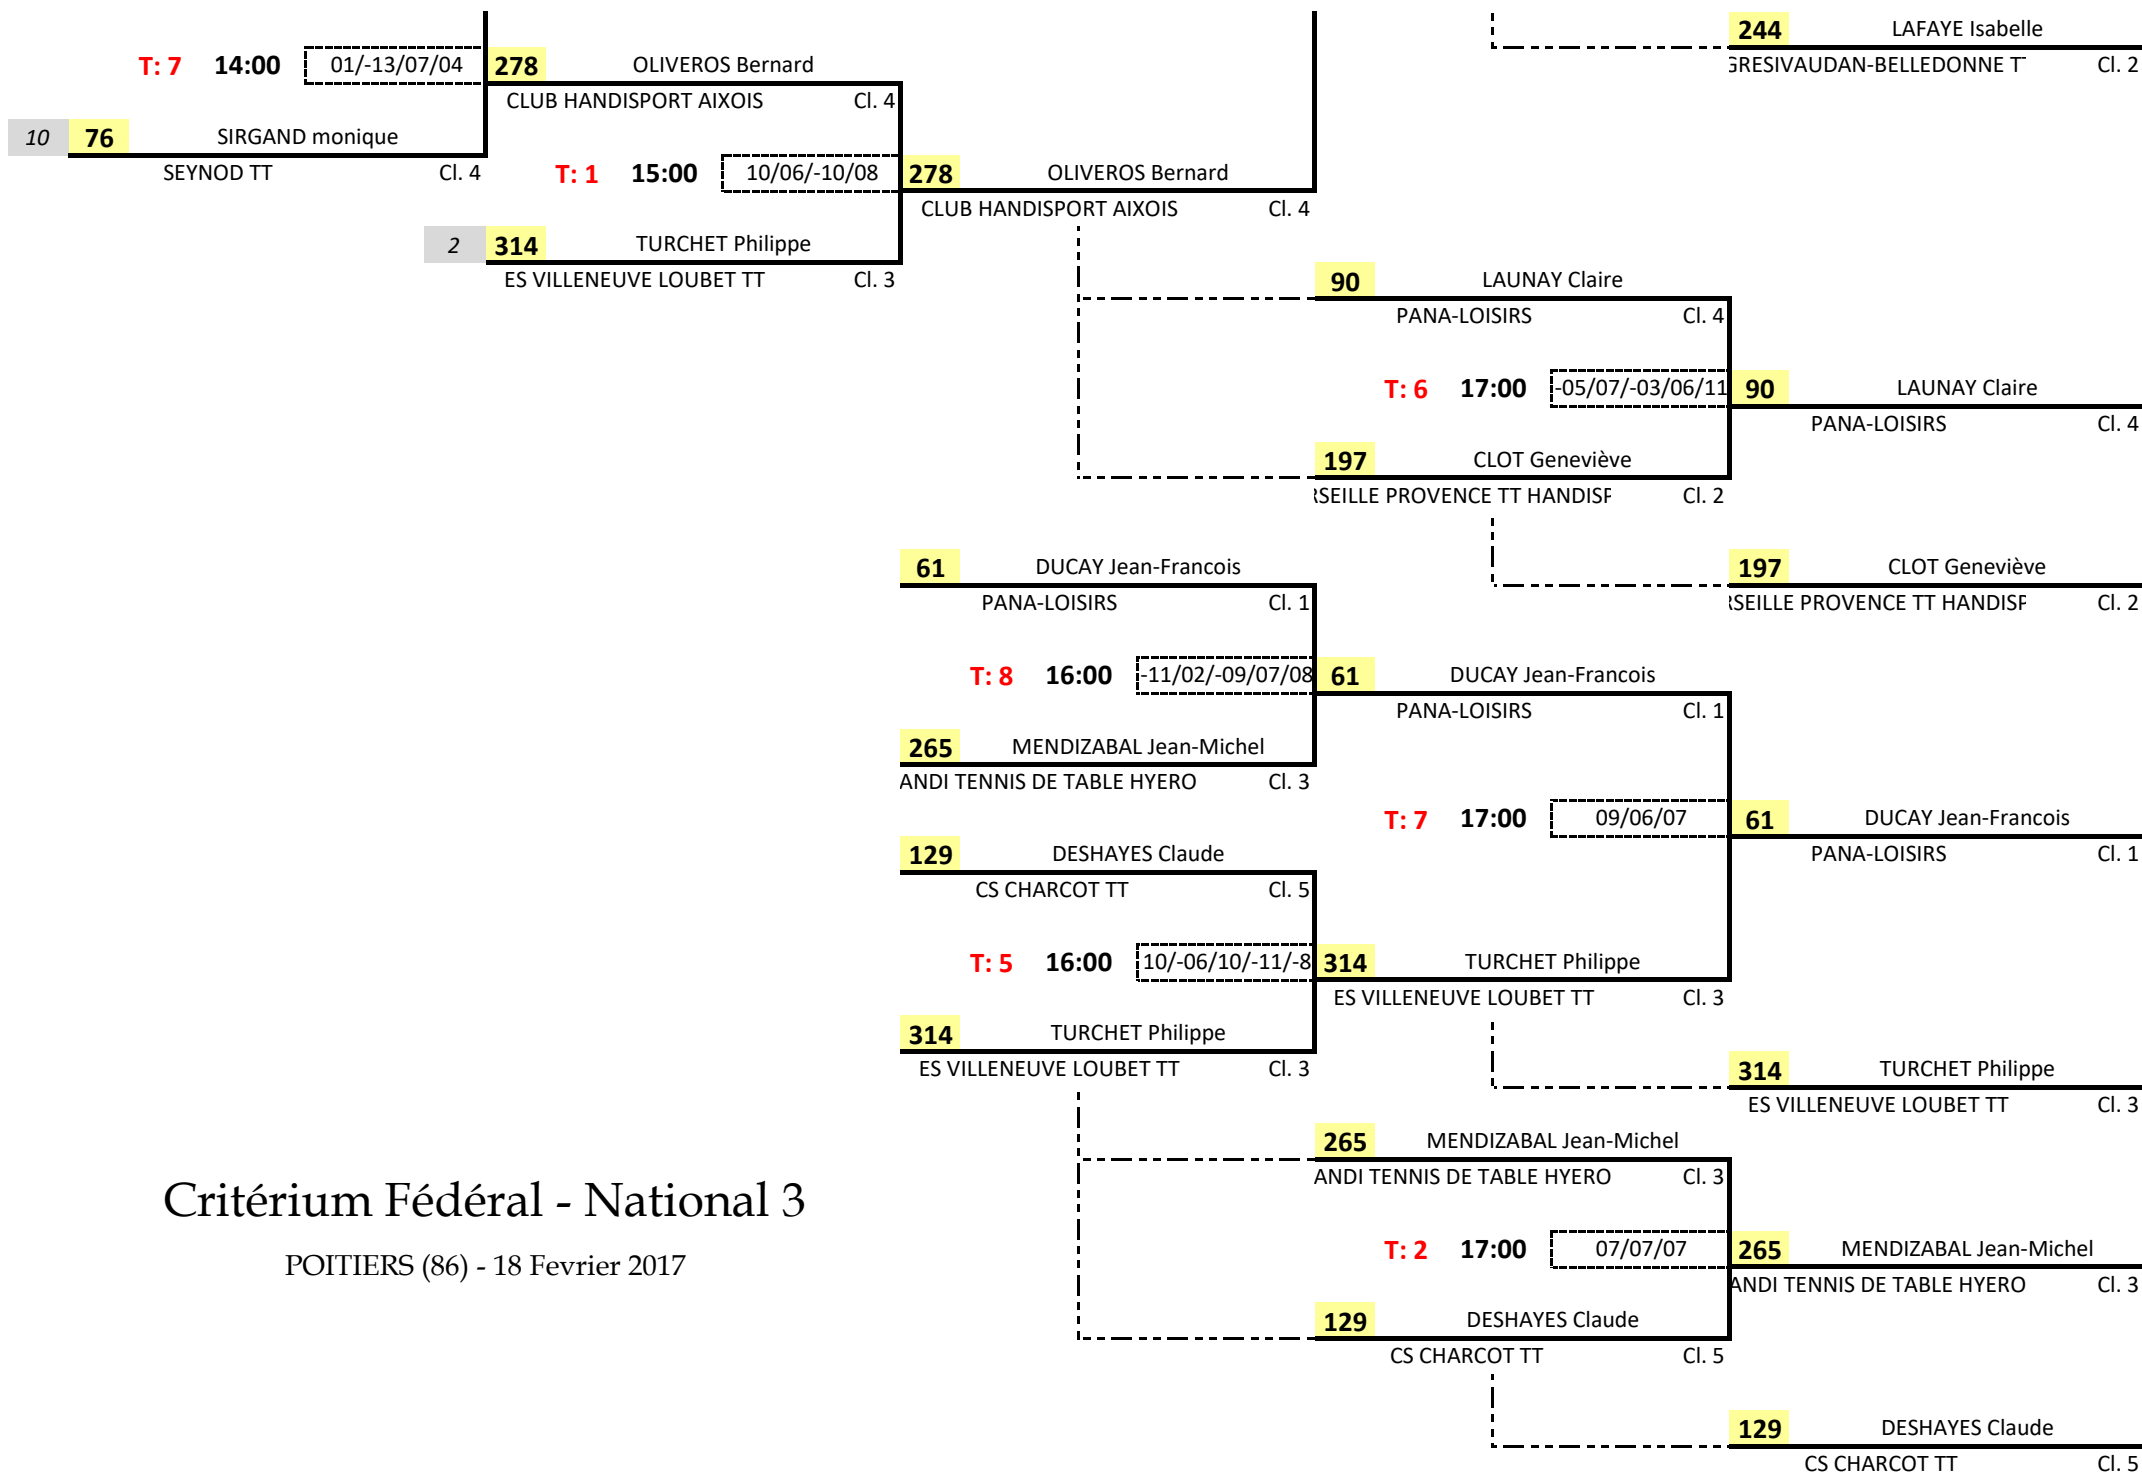 244 LAFAYE Isabelle
T: 7 14:00 01/-13/07/04 278 OLIVEROS Bernard
GRESIVAUDAN-BELLEDONNE T Cl. 2
CLUB HANDISPORT AIXOIS Cl. 4
10 76 SIRGAND monique
SEYNOD TT Cl. 4
T: 1 15:00 10/06/-10/08 278 OLIVEROS Bernard
CLUB HANDISPORT AIXOIS Cl. 4
2 314 TURCHET Philippe
ES VILLENEUVE LOUBET TT Cl. 3
90 LAUNAY Claire
PANA-LOISIRS Cl. 4
T: 6 17:00 -05/07/-03/06/11 90 LAUNAY Claire
PANA-LOISIRS Cl. 4
197 CLOT Geneviève
RSEILLE PROVENCE TT HANDISP Cl. 2
61 DUCAY Jean-Francois
PANA-LOISIRS Cl. 1
197 CLOT Geneviève
RSEILLE PROVENCE TT HANDISP Cl. 2
T: 8 16:00 -11/02/-09/07/08 61 DUCAY Jean-Francois
PANA-LOISIRS Cl. 1
265 MENDIZABAL Jean-Michel
ANDI TENNIS DE TABLE HYERO Cl. 3
T: 7 17:00 09/06/07 61 DUCAY Jean-Francois
PANA-LOISIRS Cl. 1
129 DESHAYES Claude
CS CHARCOT TT Cl. 5
T: 5 16:00 10/-06/10/-11/-8 314 TURCHET Philippe
ES VILLENEUVE LOUBET TT Cl. 3
314 TURCHET Philippe
ES VILLENEUVE LOUBET TT Cl. 3
314 TURCHET Philippe
ES VILLENEUVE LOUBET TT Cl. 3
265 MENDIZABAL Jean-Michel
ANDI TENNIS DE TABLE HYERO Cl. 3
Critérium Fédéral - National 3
POITIERS (86) - 18 Fevrier 2017
T: 2 17:00 07/07/07 265 MENDIZABAL Jean-Michel
ANDI TENNIS DE TABLE HYERO Cl. 3
129 DESHAYES Claude
CS CHARCOT TT Cl. 5
129 DESHAYES Claude
CS CHARCOT TT Cl. 5